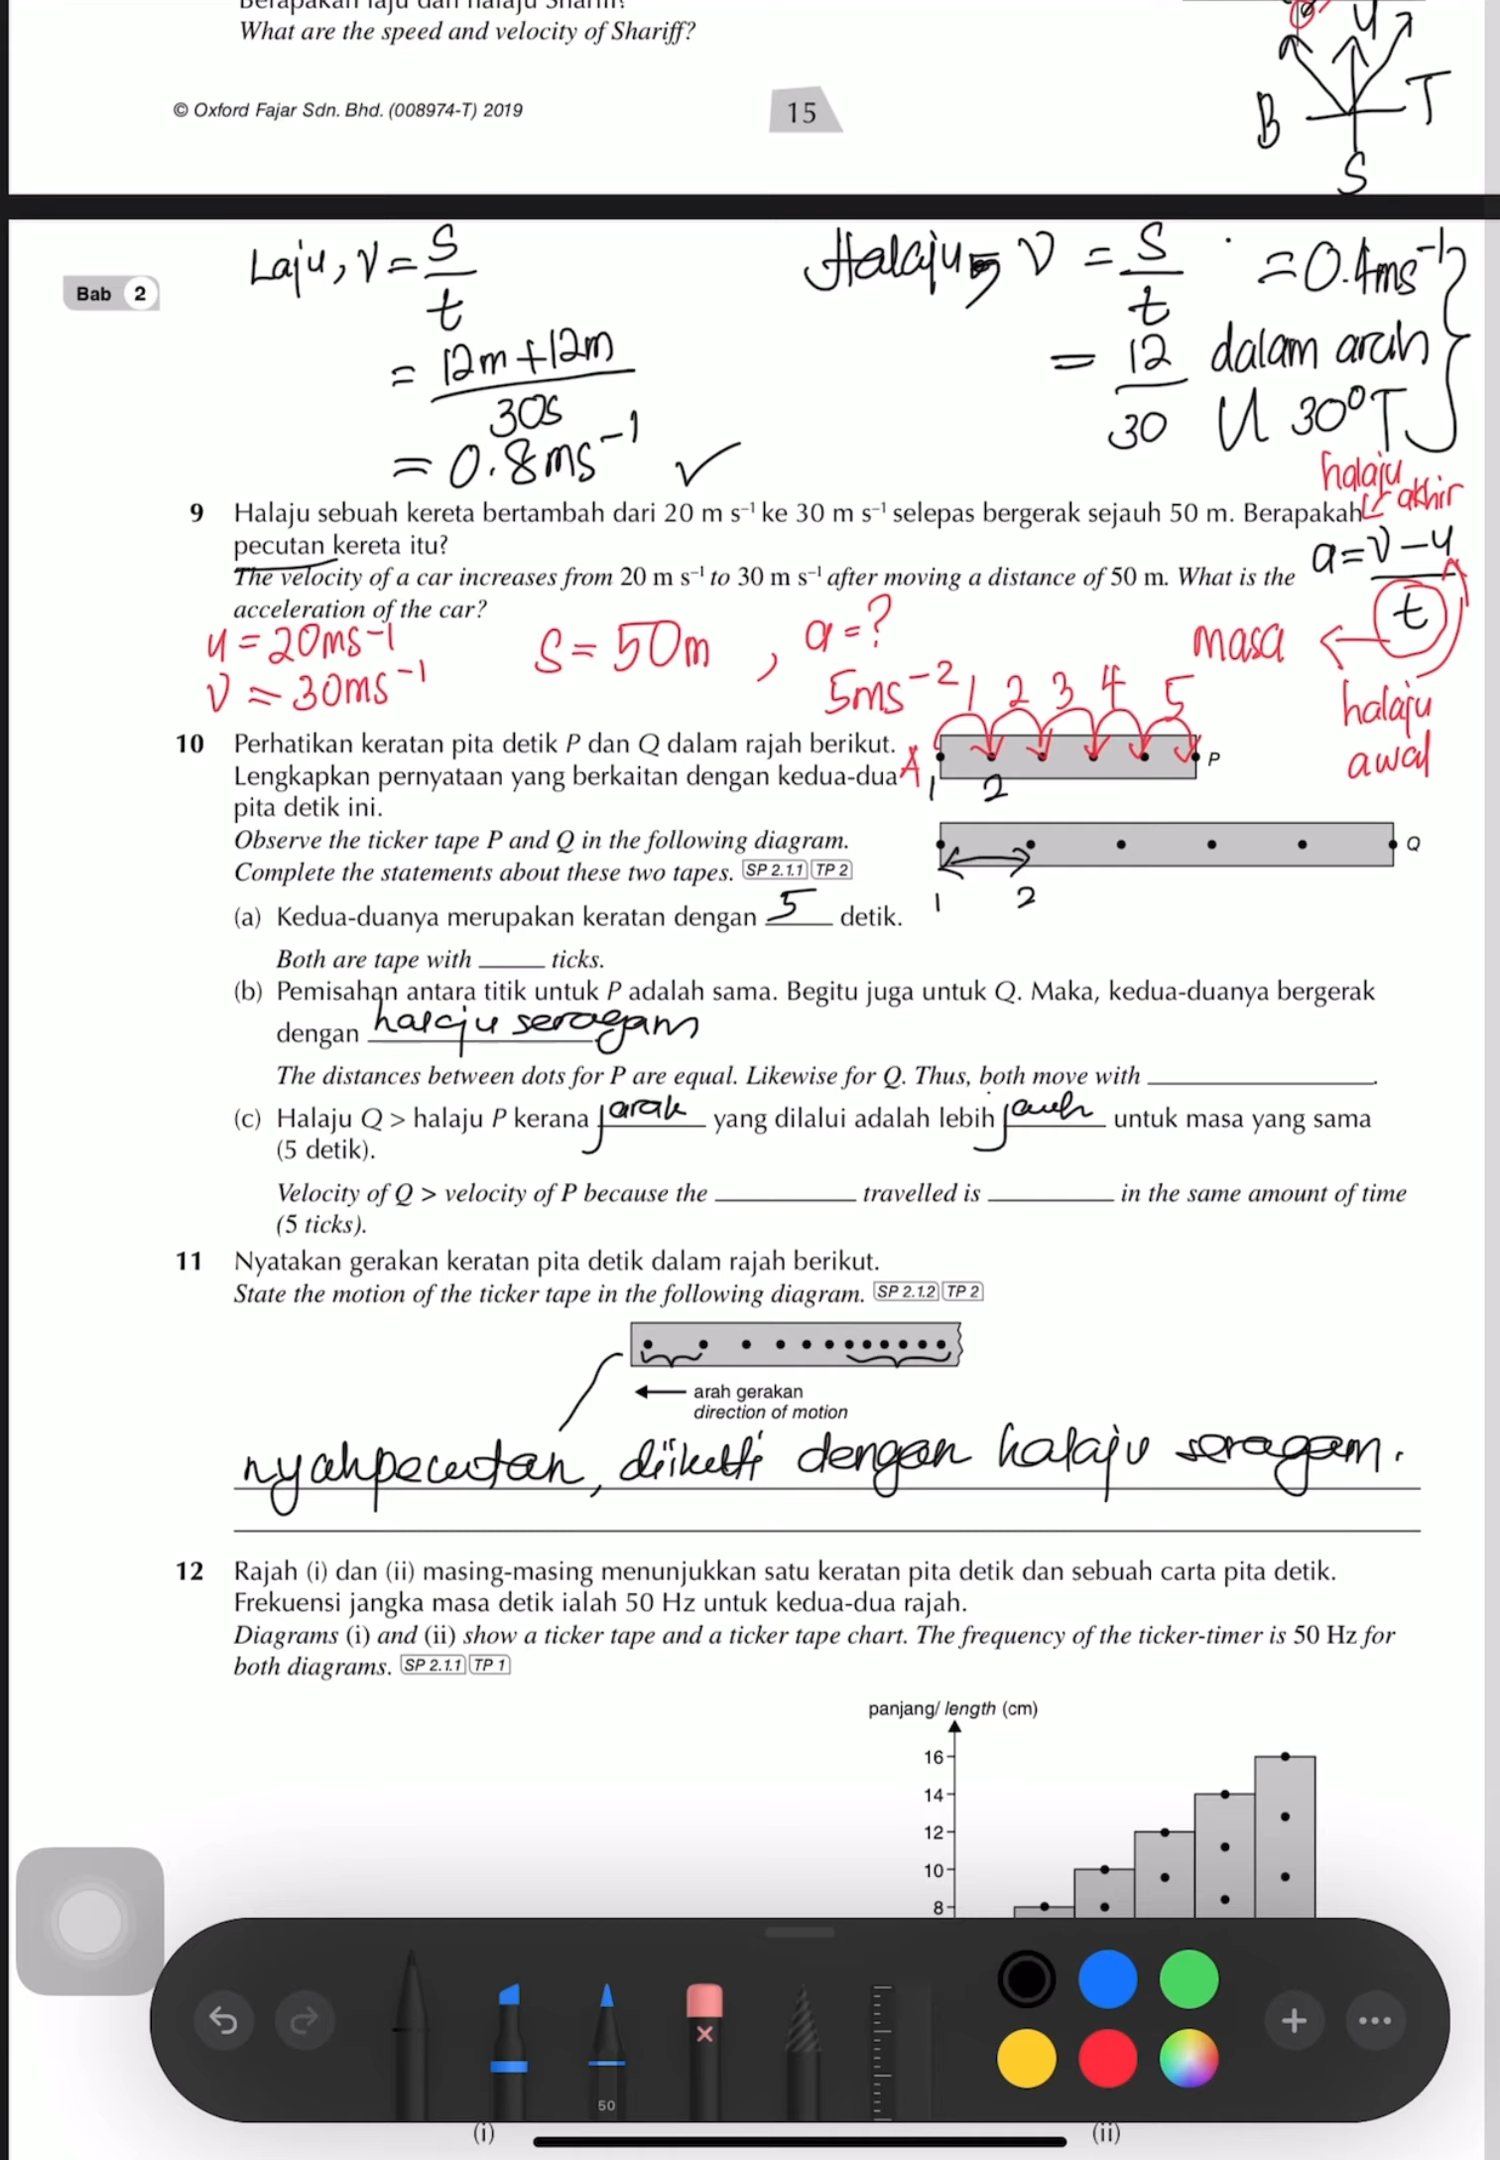 What are the speed and velocity of Shariff?
© Oxford Fajar Sdn. Bhd. (008974-T) 2019
15
U
B T
S
Bab 2
Laju, V = S/t
= 12m + 12m / 30s
= 0.8ms⁻¹ ✓
Halaju, V = S/t = 0.4ms⁻¹
= 12/30 dalam arah U 30°T
halaju akhir
9 Halaju sebuah kereta bertambah dari 20 m s⁻¹ ke 30 m s⁻¹ selepas bergerak sejauh 50 m. Berapakah
pecutan kereta itu?
The velocity of a car increases from 20 m s⁻¹ to 30 m s⁻¹ after moving a distance of 50 m. What is the
acceleration of the car?
a = v - u / t
u = 20ms⁻¹ S = 50m , a = ?
v = 30ms⁻¹ 5ms⁻²
masa
halaju
awal
1 2 3 4 5
10 Perhatikan keratan pita detik P dan Q dalam rajah berikut.
Lengkapkan pernyataan yang berkaitan dengan kedua-dua
pita detik ini.
Observe the ticker tape P and Q in the following diagram.
Complete the statements about these two tapes. SP 2.1.1 TP 2
P
1 2
Q
1 2
(a) Kedua-duanya merupakan keratan dengan 5 detik.
Both are tape with ______ ticks.
(b) Pemisahan antara titik untuk P adalah sama. Begitu juga untuk Q. Maka, kedua-duanya bergerak
dengan halaju seragam
The distances between dots for P are equal. Likewise for Q. Thus, both move with ______.
(c) Halaju Q > halaju P kerana jarak yang dilalui adalah lebih jauh untuk masa yang sama
(5 detik).
Velocity of Q > velocity of P because the ______ travelled is ______ in the same amount of time
(5 ticks).
11 Nyatakan gerakan keratan pita detik dalam rajah berikut.
State the motion of the ticker tape in the following diagram. SP 2.1.2 TP 2
arah gerakan
direction of motion
nyahpecutan, diikuti dengan halaju seragam.
12 Rajah (i) dan (ii) masing-masing menunjukkan satu keratan pita detik dan sebuah carta pita detik.
Frekuensi jangka masa detik ialah 50 Hz untuk kedua-dua rajah.
Diagrams (i) and (ii) show a ticker tape and a ticker tape chart. The frequency of the ticker-timer is 50 Hz for
both diagrams. SP 2.1.1 TP 1
panjang/ length (cm)
16
14
12
10
8
50
(i) (ii)